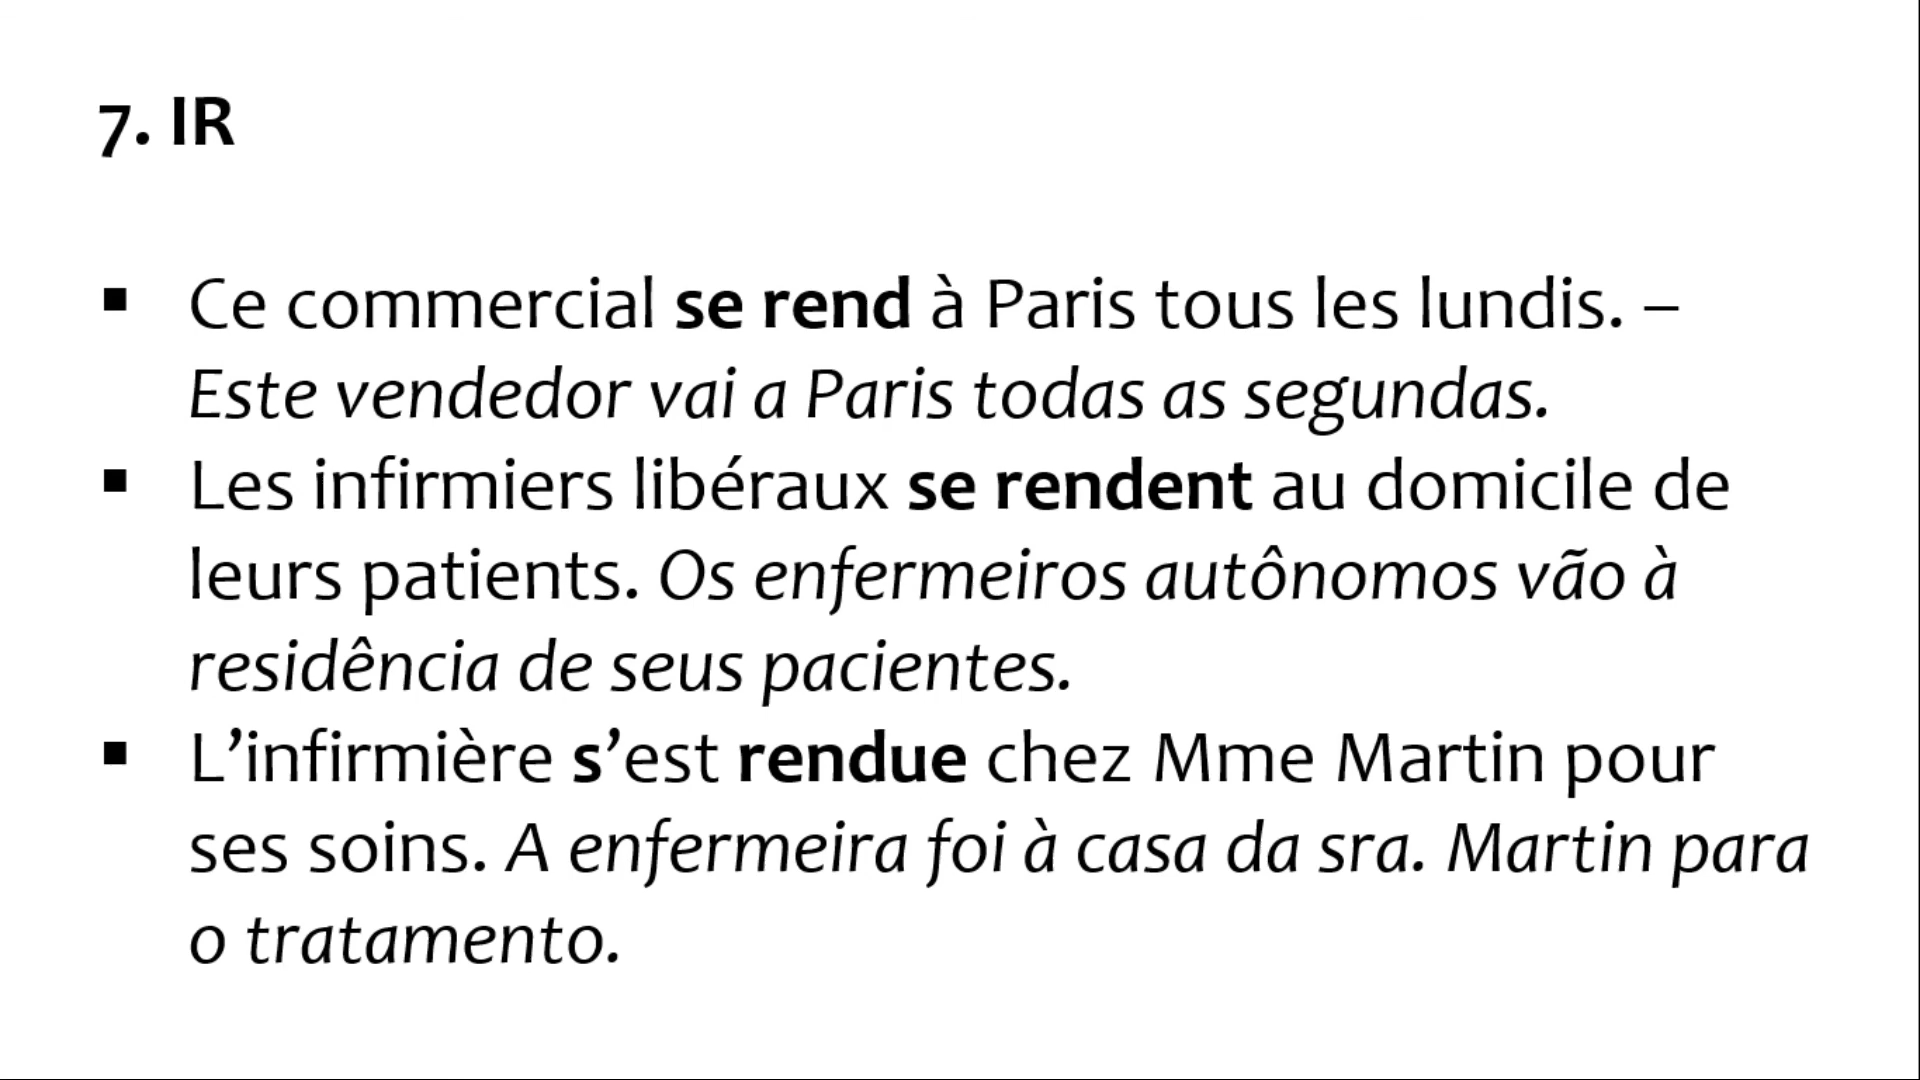 7. IR
▪ Ce commercial se rend à Paris tous les lundis. –
Este vendedor vai a Paris todas as segundas.
▪ Les infirmiers libéraux se rendent au domicile de
leurs patients. Os enfermeiros autônomos vão à
residência de seus pacientes.
▪ L’infirmière s’est rendue chez Mme Martin pour
ses soins. A enfermeira foi à casa da sra. Martin para
o tratamento.